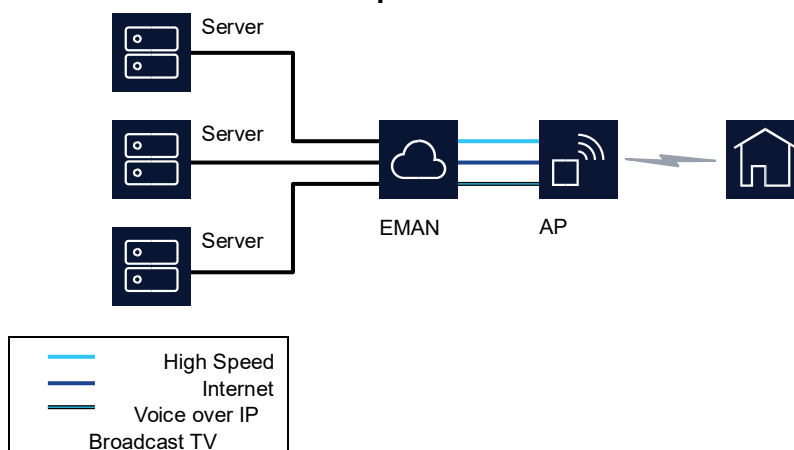 Server
Server
Server
EMAN
AP
High Speed
Internet
Voice over IP
Broadcast TV